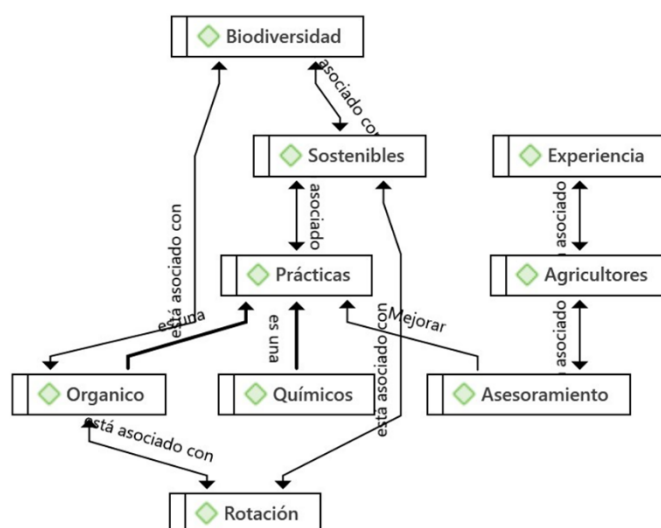 Biodiversidad
asociado con
Sostenibles
Experiencia
asociado
asociado
está asociado con
Prácticas
Agricultores
es una
es una
está asociado con
Mejorar
asociado
Organico
Químicos
Asesoramiento
está asociado con
Rotación